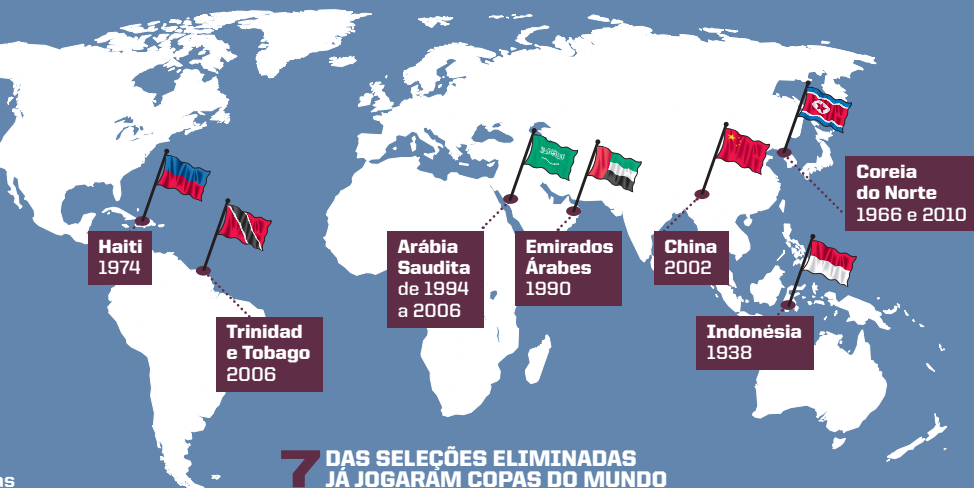 Haiti
1974
Trinidad
e Tobago
2006
Arábia
Saudita
de 1994
a 2006
Emirados
Árabes
1990
China
2002
Coreia
do Norte
1966 e 2010
Indonésia
1938
7 DAS SELEÇÕES ELIMINADAS
JÁ JOGARAM COPAS DO MUNDO